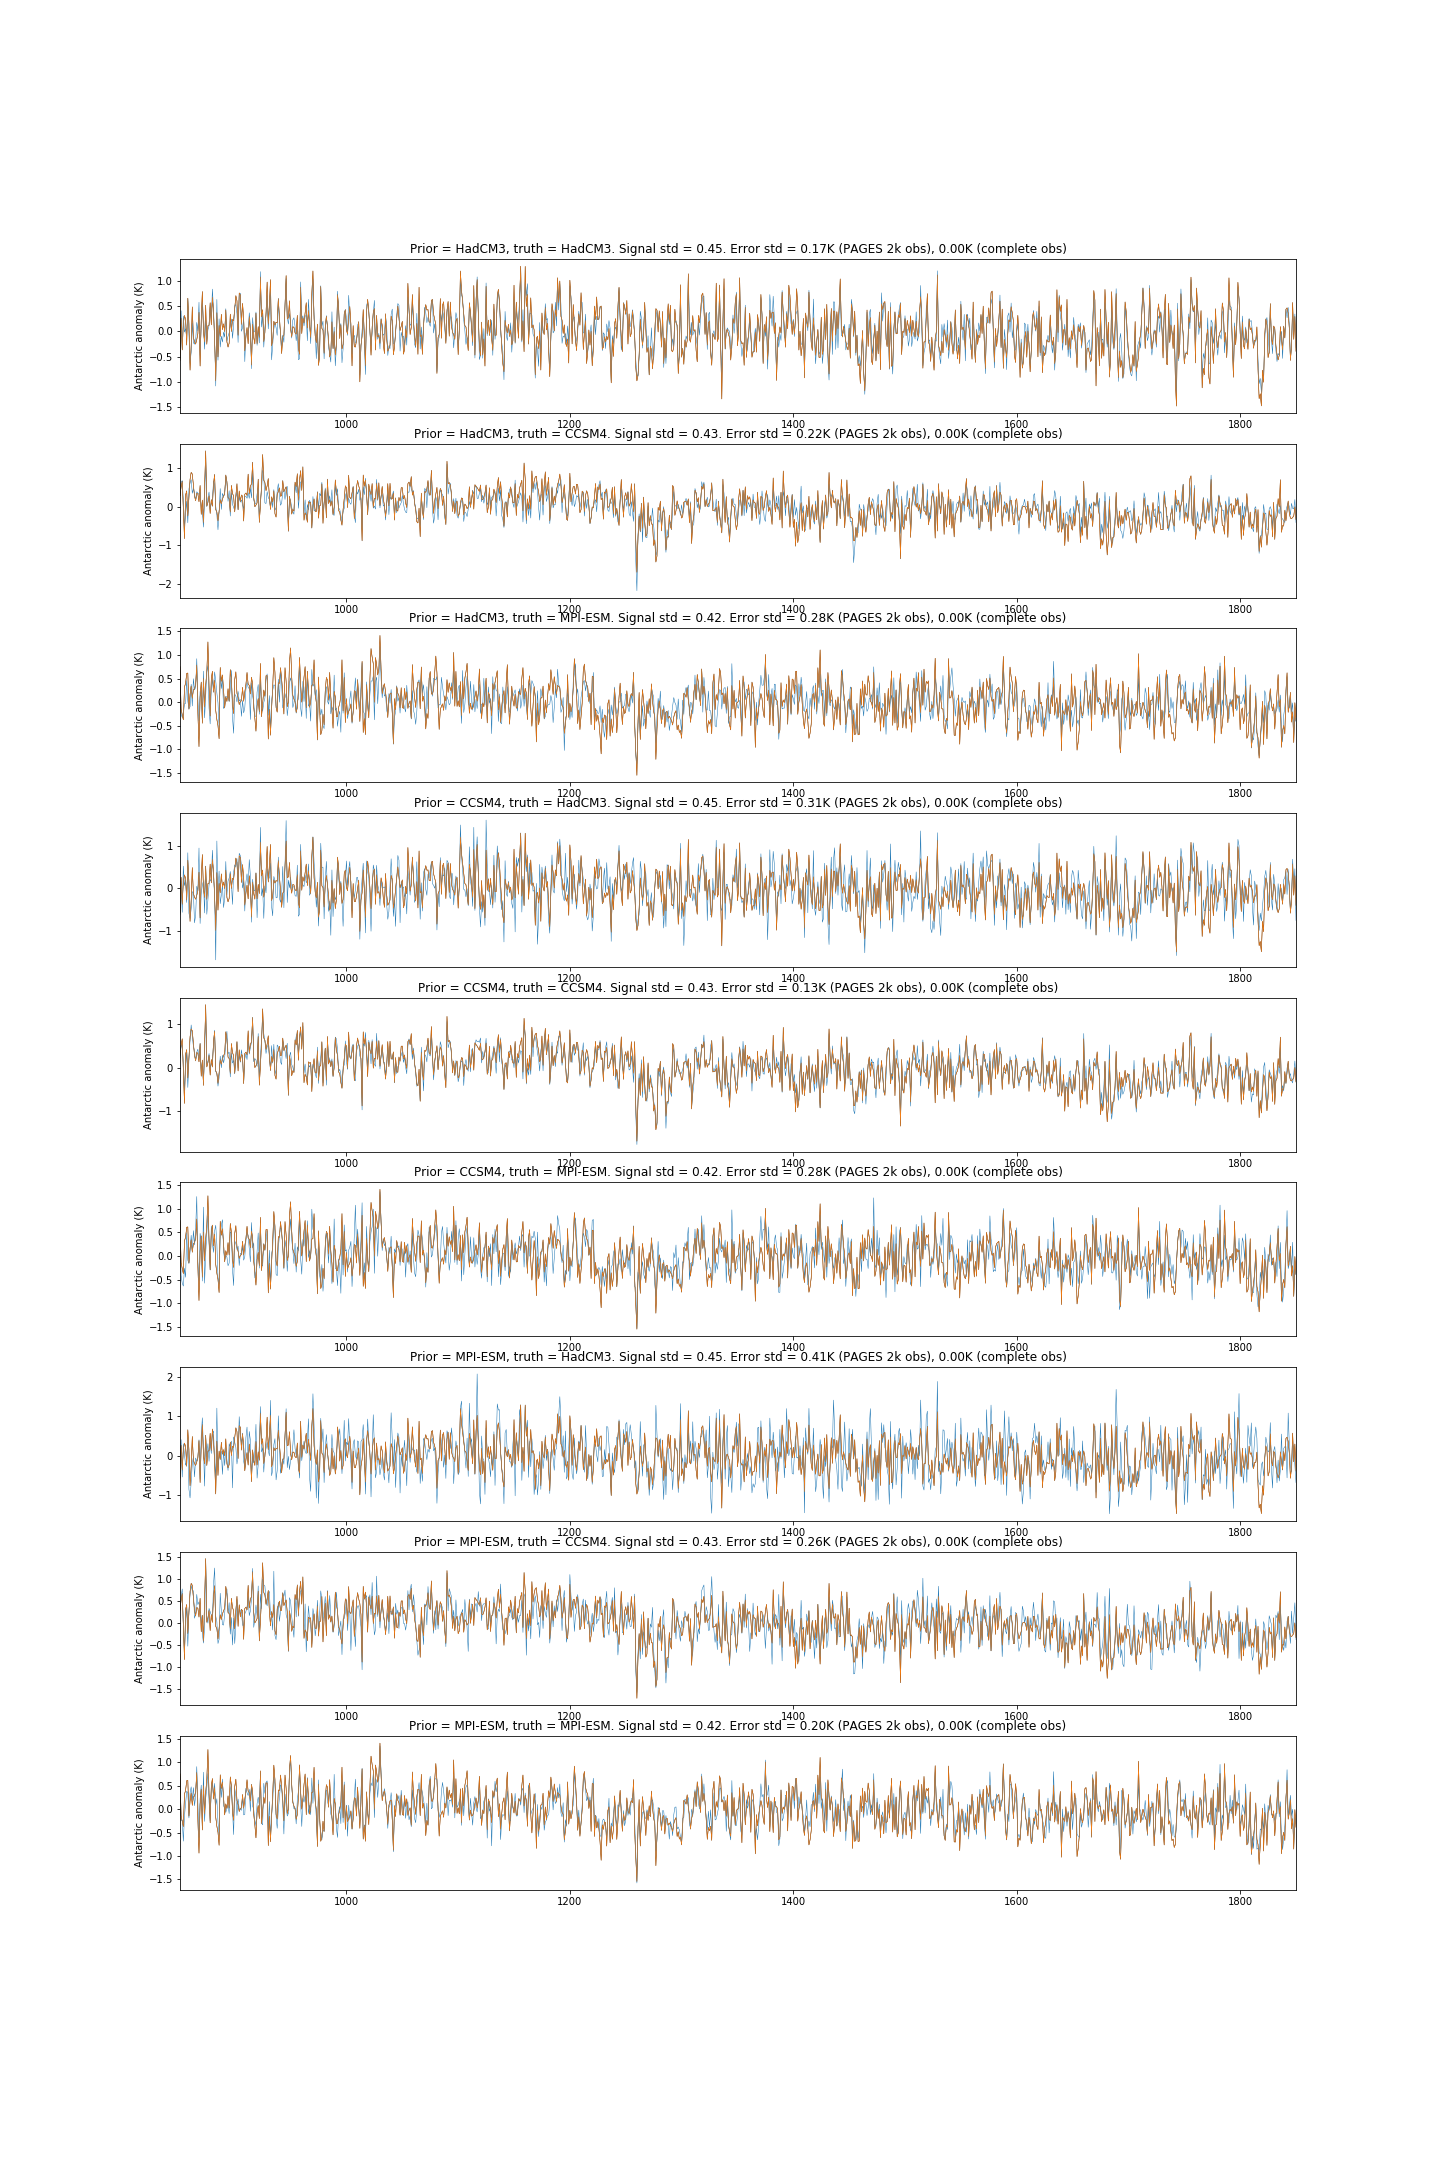 Prior = HadCM3, truth = HadCM3. Signal std = 0.45. Error std = 0.17K (PAGES 2k obs), 0.00K (complete obs)
Antarctic anomaly (K)
1.0
0.5
0.0
−0.5
−1.0
−1.5
1000 1200 1400 1600 1800
Prior = HadCM3, truth = CCSM4. Signal std = 0.43. Error std = 0.22K (PAGES 2k obs), 0.00K (complete obs)
Antarctic anomaly (K)
1
0
−1
−2
1000 1200 1400 1600 1800
Prior = HadCM3, truth = MPI-ESM. Signal std = 0.42. Error std = 0.28K (PAGES 2k obs), 0.00K (complete obs)
Antarctic anomaly (K)
1.5
1.0
0.5
0.0
−0.5
−1.0
−1.5
1000 1200 1400 1600 1800
Prior = CCSM4, truth = HadCM3. Signal std = 0.45. Error std = 0.31K (PAGES 2k obs), 0.00K (complete obs)
Antarctic anomaly (K)
1
0
−1
1000 1200 1400 1600 1800
Prior = CCSM4, truth = CCSM4. Signal std = 0.43. Error std = 0.13K (PAGES 2k obs), 0.00K (complete obs)
Antarctic anomaly (K)
1
0
−1
1000 1200 1400 1600 1800
Prior = CCSM4, truth = MPI-ESM. Signal std = 0.42. Error std = 0.28K (PAGES 2k obs), 0.00K (complete obs)
Antarctic anomaly (K)
1.5
1.0
0.5
0.0
−0.5
−1.0
−1.5
1000 1200 1400 1600 1800
Prior = MPI-ESM, truth = HadCM3. Signal std = 0.45. Error std = 0.41K (PAGES 2k obs), 0.00K (complete obs)
Antarctic anomaly (K)
2
1
0
−1
1000 1200 1400 1600 1800
Prior = MPI-ESM, truth = CCSM4. Signal std = 0.43. Error std = 0.26K (PAGES 2k obs), 0.00K (complete obs)
Antarctic anomaly (K)
1.5
1.0
0.5
0.0
−0.5
−1.0
−1.5
1000 1200 1400 1600 1800
Prior = MPI-ESM, truth = MPI-ESM. Signal std = 0.42. Error std = 0.20K (PAGES 2k obs), 0.00K (complete obs)
Antarctic anomaly (K)
1.5
1.0
0.5
0.0
−0.5
−1.0
−1.5
1000 1200 1400 1600 1800